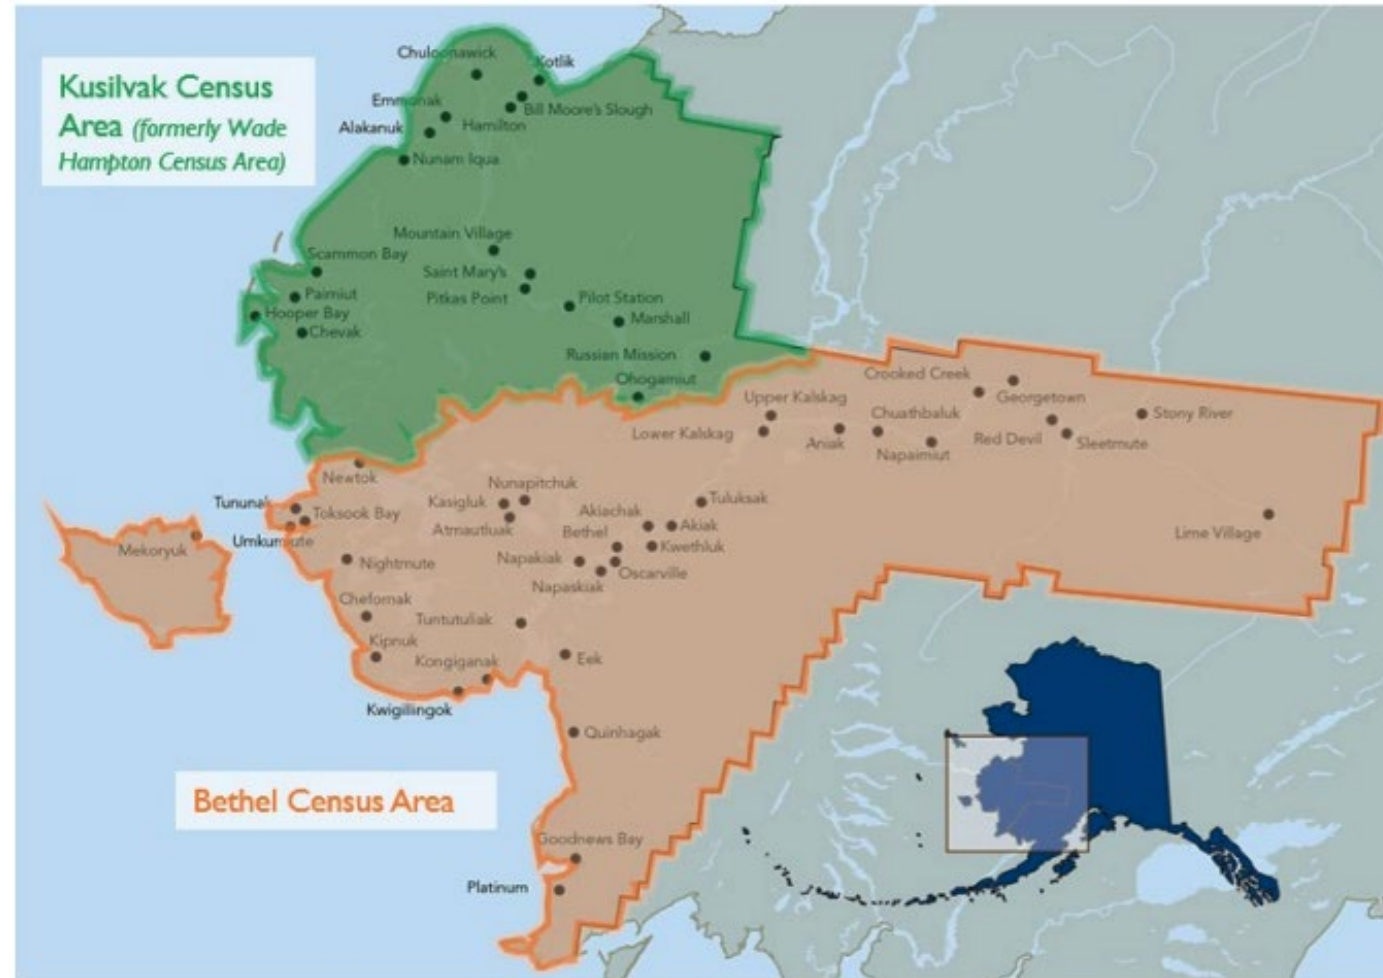 Kusilvak Census
Area (formerly Wade
Hampton Census Area)
Chuloonawick
Kotlik
Emmonak
Bill Moore's Slough
Hamilton
Alakanuk
Nunam Iqua
Mountain Village
Scammon Bay
Saint Mary's
Paimiut
Pitkas Point
Pilot Station
Hooper Bay
Marshall
Chevak
Russian Mission
Ohogamiut
Crooked Creek
Georgetown
Upper Kalskag
Chuathbaluk
Stony River
Lower Kalskag
Aniak
Red Devil
Sleetmute
Napaimiut
Newtok
Nunapitchuk
Tununak
Kasigluk
Tuluksak
Toksook Bay
Akiachak
Atmautluak
Akiak
Bethel
Lime Village
Umkumiute
Kwethluk
Mekoryuk
Nightmute
Napakiak
Oscarville
Napaskiak
Chefornak
Tuntutuliak
Kipnuk
Kongiganak
Eek
Kwigillingok
Quinhagak
Bethel Census Area
Goodnews Bay
Platinum